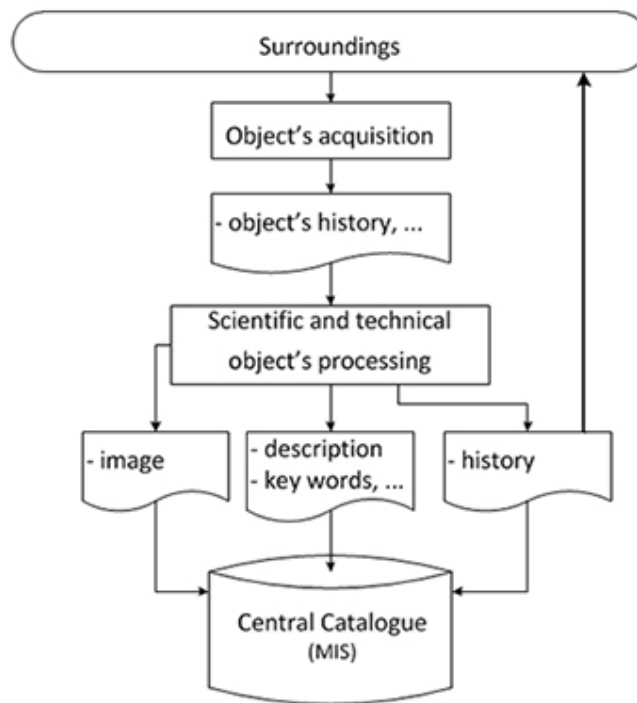 Surroundings
Object's acquisition
- object's history, ...
Scientific and technical
object's processing
- image
- description
- key words, ...
- history
Central Catalogue
(MIS)